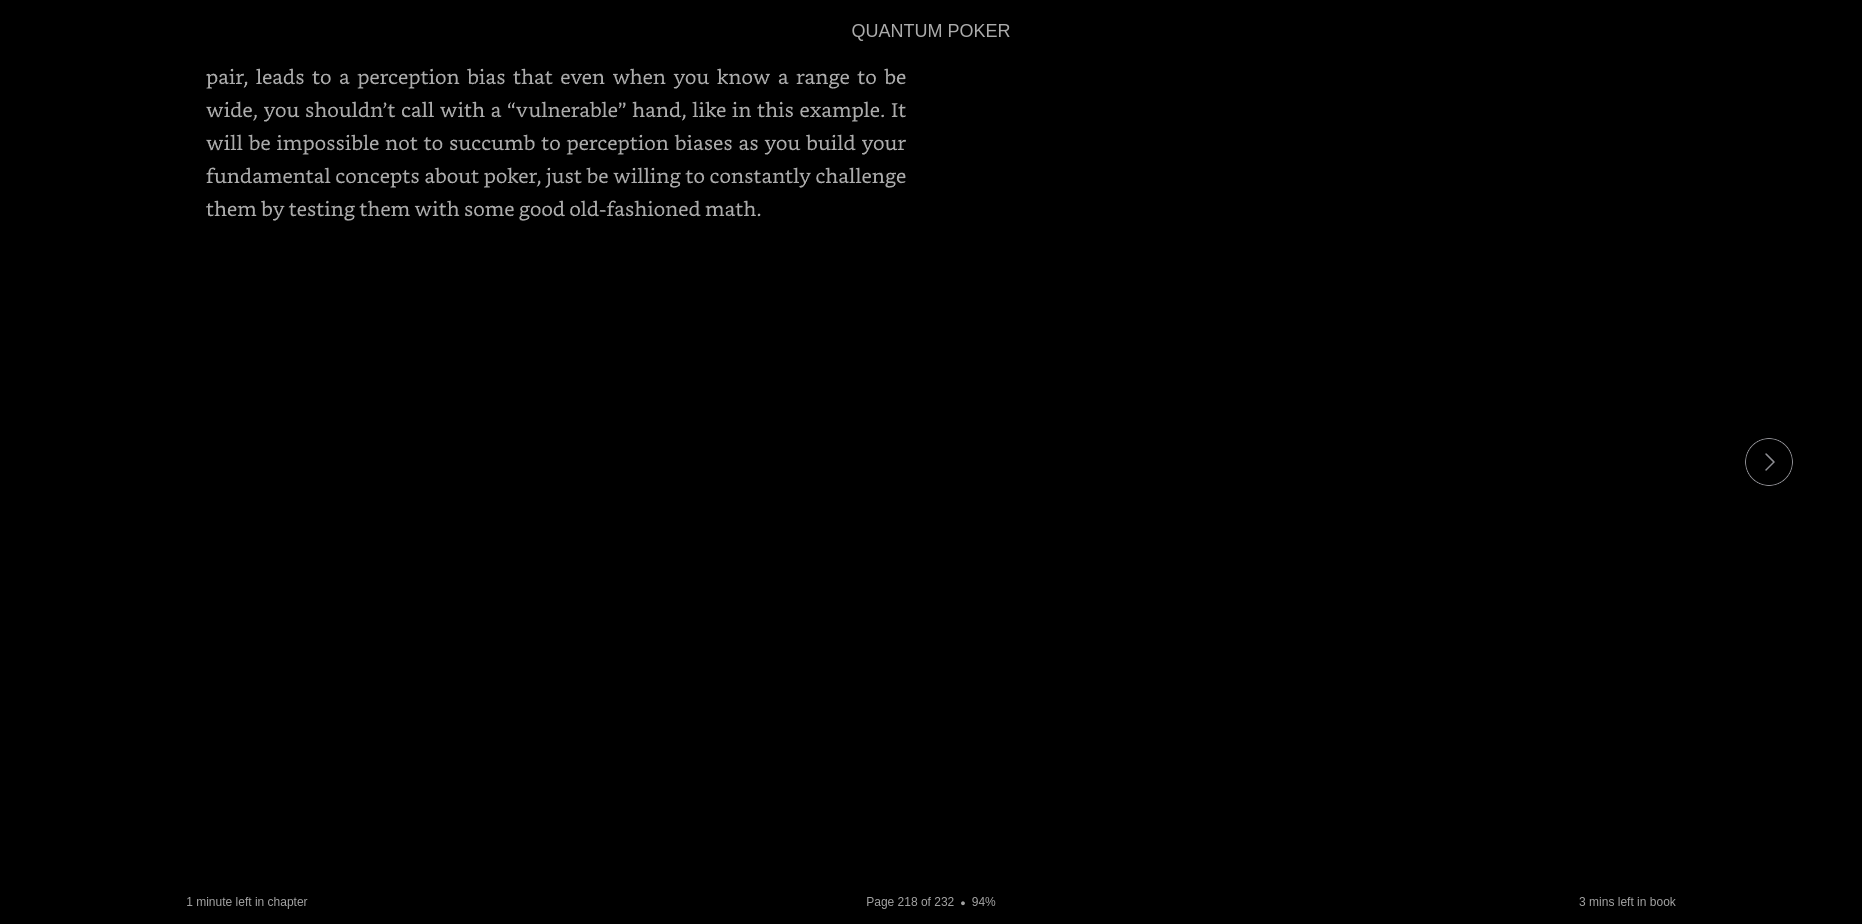 QUANTUM POKER
pair, leads to a perception bias that even when you know a range to be
wide, you shouldn’t call with a “vulnerable” hand, like in this example. It
will be impossible not to succumb to perception biases as you build your
fundamental concepts about poker, just be willing to constantly challenge
them by testing them with some good old-fashioned math.
1 minute left in chapter
Page 218 of 232 • 94%
3 mins left in book